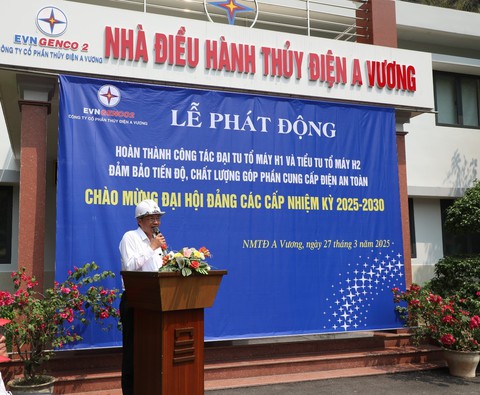 EVNGENCO 2
CÔNG TY CỔ PHẦN THỦY ĐIỆN A VƯƠNG
NHÀ ĐIỀU HÀNH THỦY ĐIỆN A VƯƠNG
EVNGENCO2
CÔNG TY CỔ PHẦN THỦY ĐIỆN A VƯƠNG
LỄ PHÁT ĐỘNG
HOÀN THÀNH CÔNG TÁC ĐẠI TU TỔ MÁY H1 VÀ TIỂU TU TỔ MÁY H2
ĐẢM BẢO TIẾN ĐỘ, CHẤT LƯỢNG GÓP PHẦN CUNG CẤP ĐIỆN AN TOÀN
CHÀO MỪNG ĐẠI HỘI ĐẢNG CÁC CẤP NHIỆM KỲ 2025-2030
NMTĐ A Vương, ngày 27 tháng 3 năm 2025